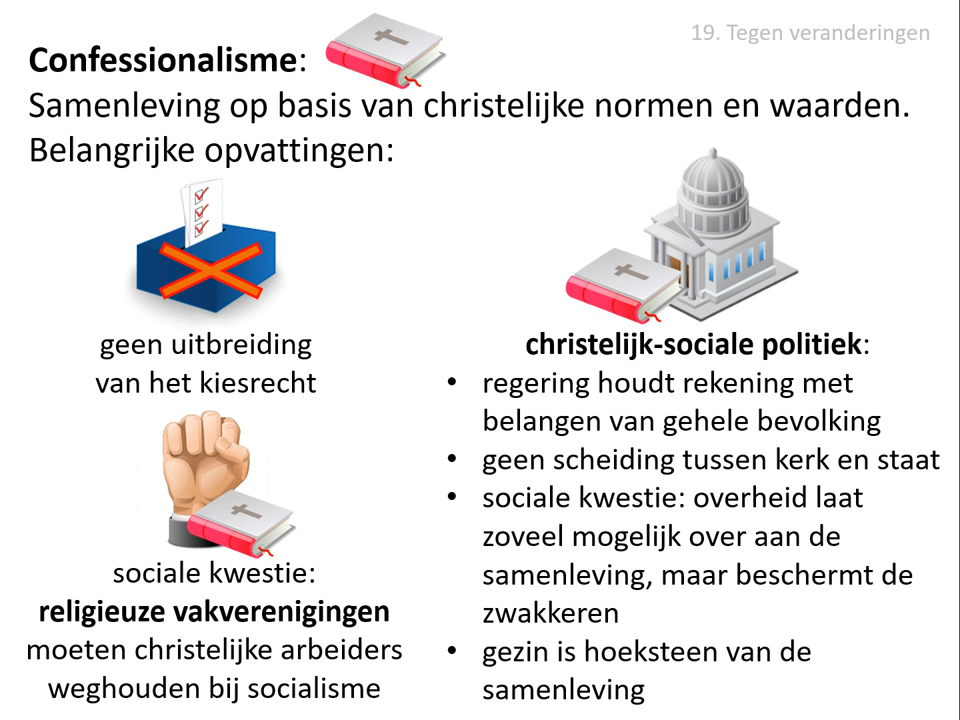 19. Tegen veranderingen
Confessionalisme:
Samenleving op basis van christelijke normen en waarden.
Belangrijke opvattingen:
geen uitbreiding
van het kiesrecht
sociale kwestie:
religieuze vakverenigingen
moeten christelijke arbeiders
weghouden bij socialisme
christelijk-sociale politiek:
• regering houdt rekening met
belangen van gehele bevolking
• geen scheiding tussen kerk en staat
• sociale kwestie: overheid laat
zoveel mogelijk over aan de
samenleving, maar beschermt de
zwakkeren
• gezin is hoeksteen van de
samenleving